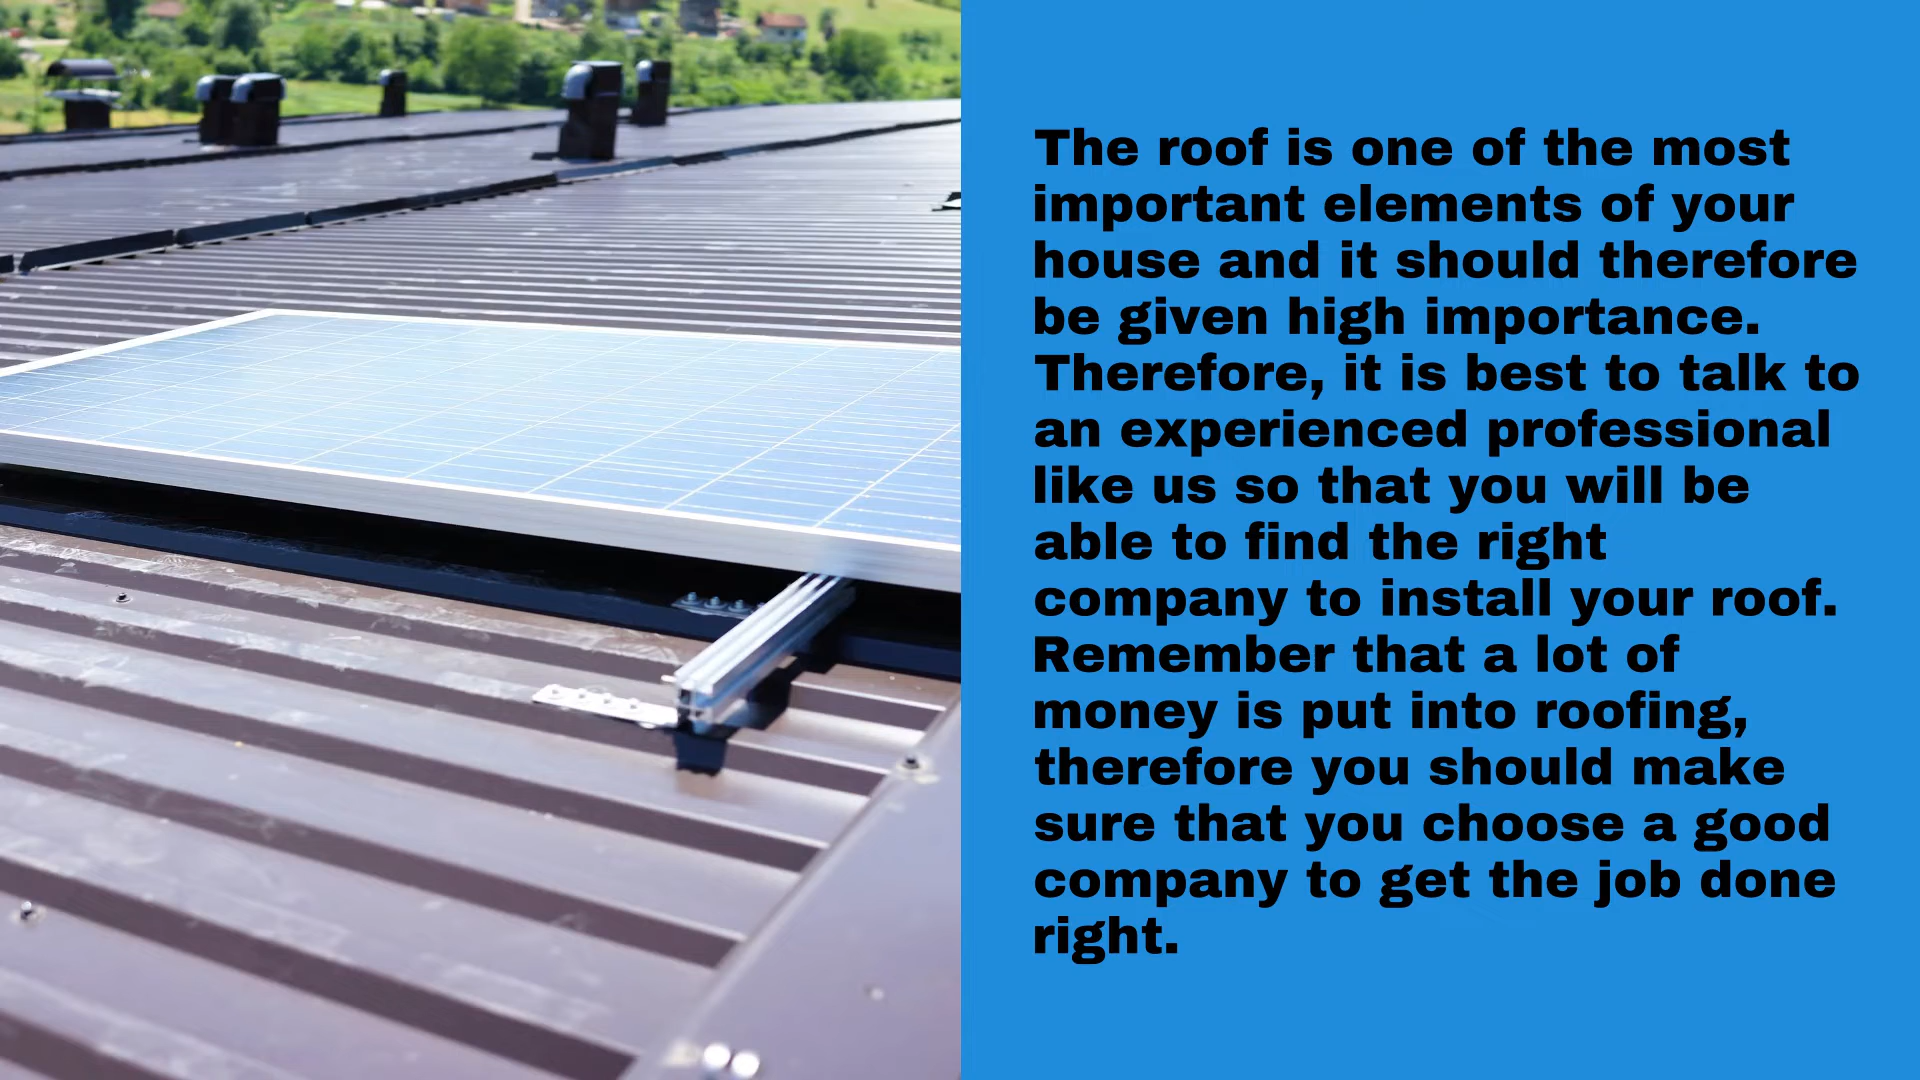 The roof is one of the most
important elements of your
house and it should therefore
be given high importance.
Therefore, it is best to talk to
an experienced professional
like us so that you will be
able to find the right
company to install your roof.
Remember that a lot of
money is put into roofing,
therefore you should make
sure that you choose a good
company to get the job done
right.